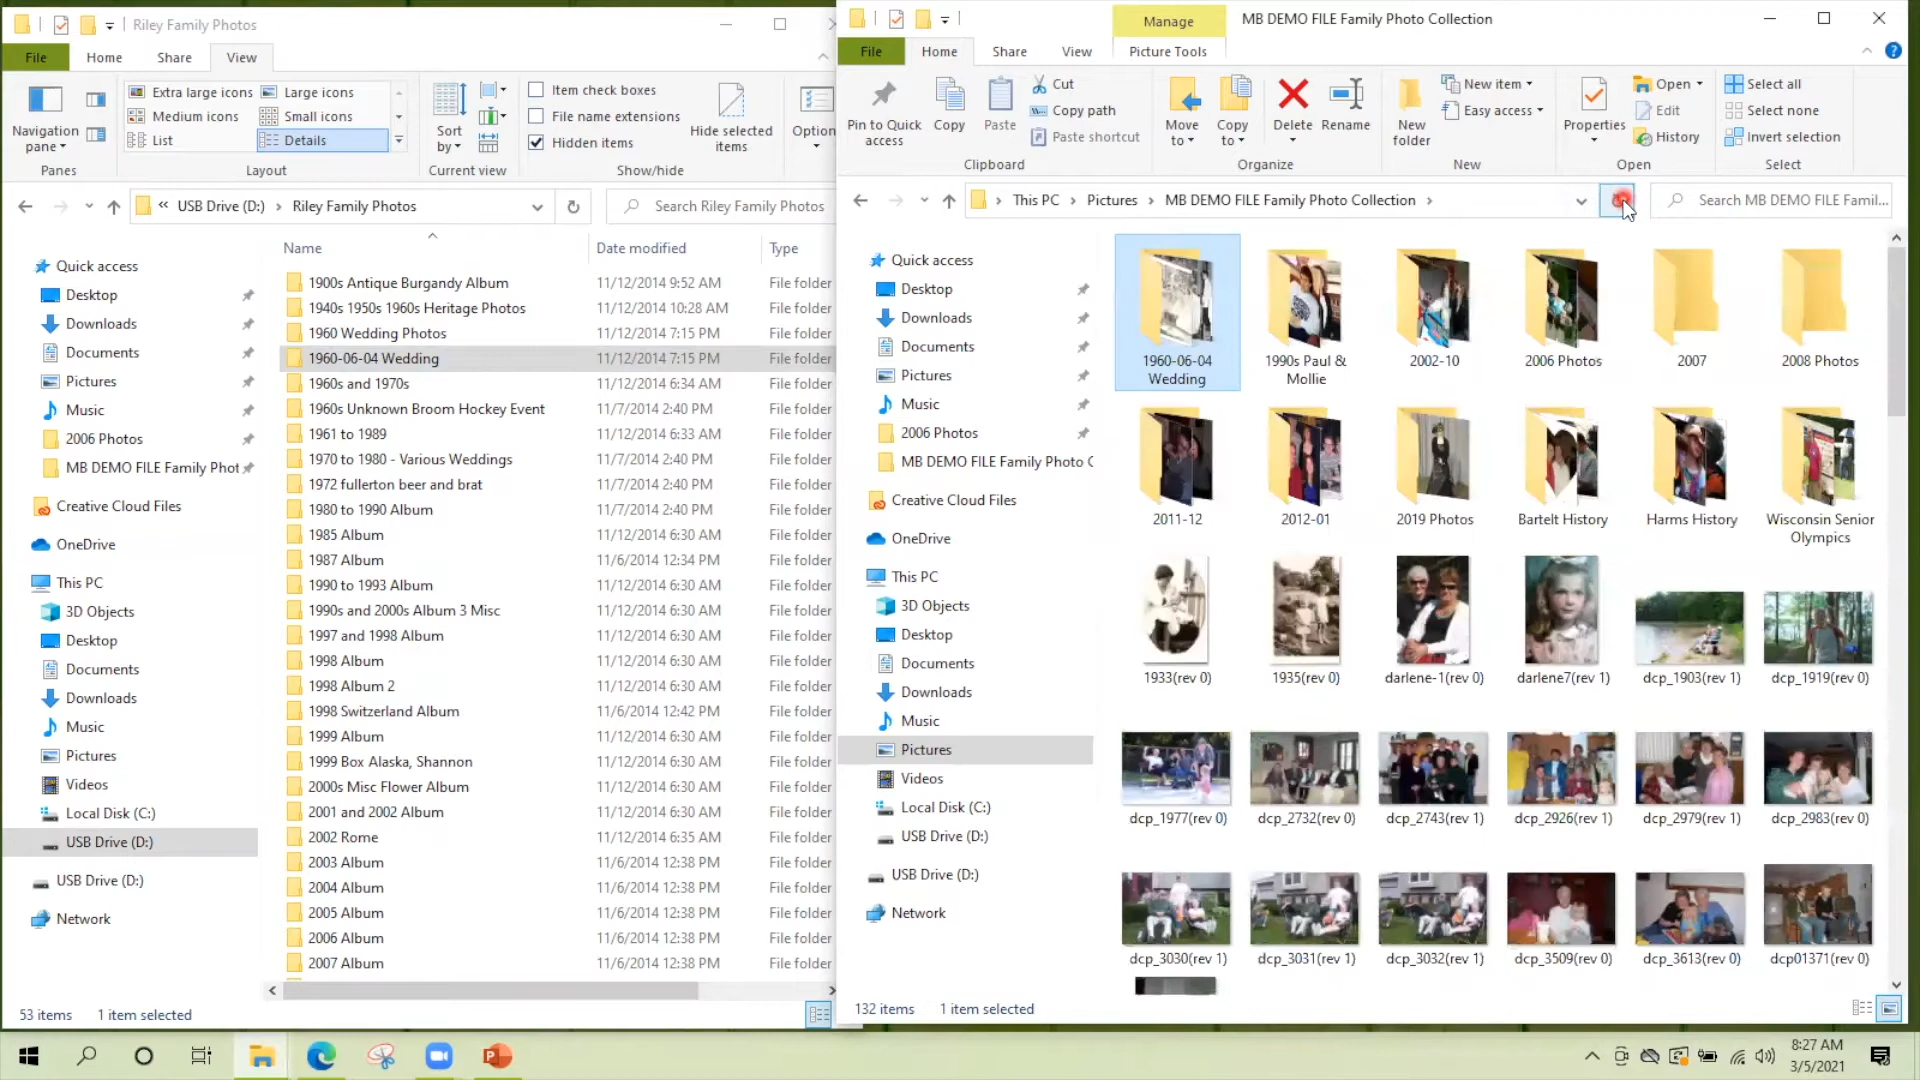 Riley Family Photos
File Home Share View
Navigation pane
Panes
Extra large icons Large icons
Medium icons Small icons
List Details
Layout
Sort by
Current view
Item check boxes
File name extensions
Hidden items
Hide selected items
Show/hide
Option
« USB Drive (D:) › Riley Family Photos
Search Riley Family Photos
Quick access
Desktop
Downloads
Documents
Pictures
Music
2006 Photos
MB DEMO FILE Family Phot
Creative Cloud Files
OneDrive
This PC
3D Objects
Desktop
Documents
Downloads
Music
Pictures
Videos
Local Disk (C:)
USB Drive (D:)
USB Drive (D:)
Network
Name Date modified Type
1900s Antique Burgandy Album 11/12/2014 9:52 AM File folder
1940s 1950s 1960s Heritage Photos 11/12/2014 10:28 AM File folder
1960 Wedding Photos 11/12/2014 7:15 PM File folder
1960-06-04 Wedding 11/12/2014 7:15 PM File folder
1960s and 1970s 11/12/2014 6:34 AM File folder
1960s Unknown Broom Hockey Event 11/7/2014 2:40 PM File folder
1961 to 1989 11/12/2014 6:33 AM File folder
1970 to 1980 - Various Weddings 11/7/2014 2:40 PM File folder
1972 fullerton beer and brat 11/7/2014 2:40 PM File folder
1980 to 1990 Album 11/7/2014 2:40 PM File folder
1985 Album 11/12/2014 6:30 AM File folder
1987 Album 11/6/2014 12:34 PM File folder
1990 to 1993 Album 11/12/2014 6:30 AM File folder
1990s and 2000s Album 3 Misc 11/12/2014 6:30 AM File folder
1997 and 1998 Album 11/12/2014 6:30 AM File folder
1998 Album 11/12/2014 6:30 AM File folder
1998 Album 2 11/12/2014 6:30 AM File folder
1998 Switzerland Album 11/6/2014 12:42 PM File folder
1999 Album 11/12/2014 6:30 AM File folder
1999 Box Alaska, Shannon 11/12/2014 6:30 AM File folder
2000s Misc Flower Album 11/12/2014 6:30 AM File folder
2001 and 2002 Album 11/12/2014 6:30 AM File folder
2002 Rome 11/12/2014 6:35 AM File folder
2003 Album 11/6/2014 12:38 PM File folder
2004 Album 11/6/2014 12:38 PM File folder
2005 Album 11/6/2014 12:38 PM File folder
2006 Album 11/6/2014 12:38 PM File folder
2007 Album 11/6/2014 12:38 PM File folder
53 items 1 item selected
Manage MB DEMO FILE Family Photo Collection
File Home Share View Picture Tools
Pin to Quick access
Copy
Paste
Cut
Copy path
Paste shortcut
Clipboard
Move to
Copy to
Delete
Rename
Organize
New folder
New item
Easy access
New
Properties
Open
Edit
History
Open
Select all
Select none
Invert selection
Select
› This PC › Pictures › MB DEMO FILE Family Photo Collection ›
Search MB DEMO FILE Famil...
Quick access
Desktop
Downloads
Documents
Pictures
Music
2006 Photos
MB DEMO FILE Family Photo C
Creative Cloud Files
OneDrive
This PC
3D Objects
Desktop
Documents
Downloads
Music
Pictures
Videos
Local Disk (C:)
USB Drive (D:)
USB Drive (D:)
Network
1960-06-04 Wedding
1990s Paul & Mollie
2002-10
2006 Photos
2007
2008 Photos
2011-12
2012-01
2019 Photos
Bartelt History
Harms History
Wisconsin Senior Olympics
1933(rev 0)
1935(rev 0)
darlene-1(rev 0)
darlene7(rev 1)
dcp_1903(rev 1)
dcp_1919(rev 0)
dcp_1977(rev 0)
dcp_2732(rev 0)
dcp_2743(rev 1)
dcp_2926(rev 1)
dcp_2979(rev 1)
dcp_2983(rev 0)
dcp_3030(rev 1)
dcp_3031(rev 1)
dcp_3032(rev 1)
dcp_3509(rev 0)
dcp_3613(rev 0)
dcp01371(rev 0)
132 items 1 item selected
8:27 AM
3/5/2021